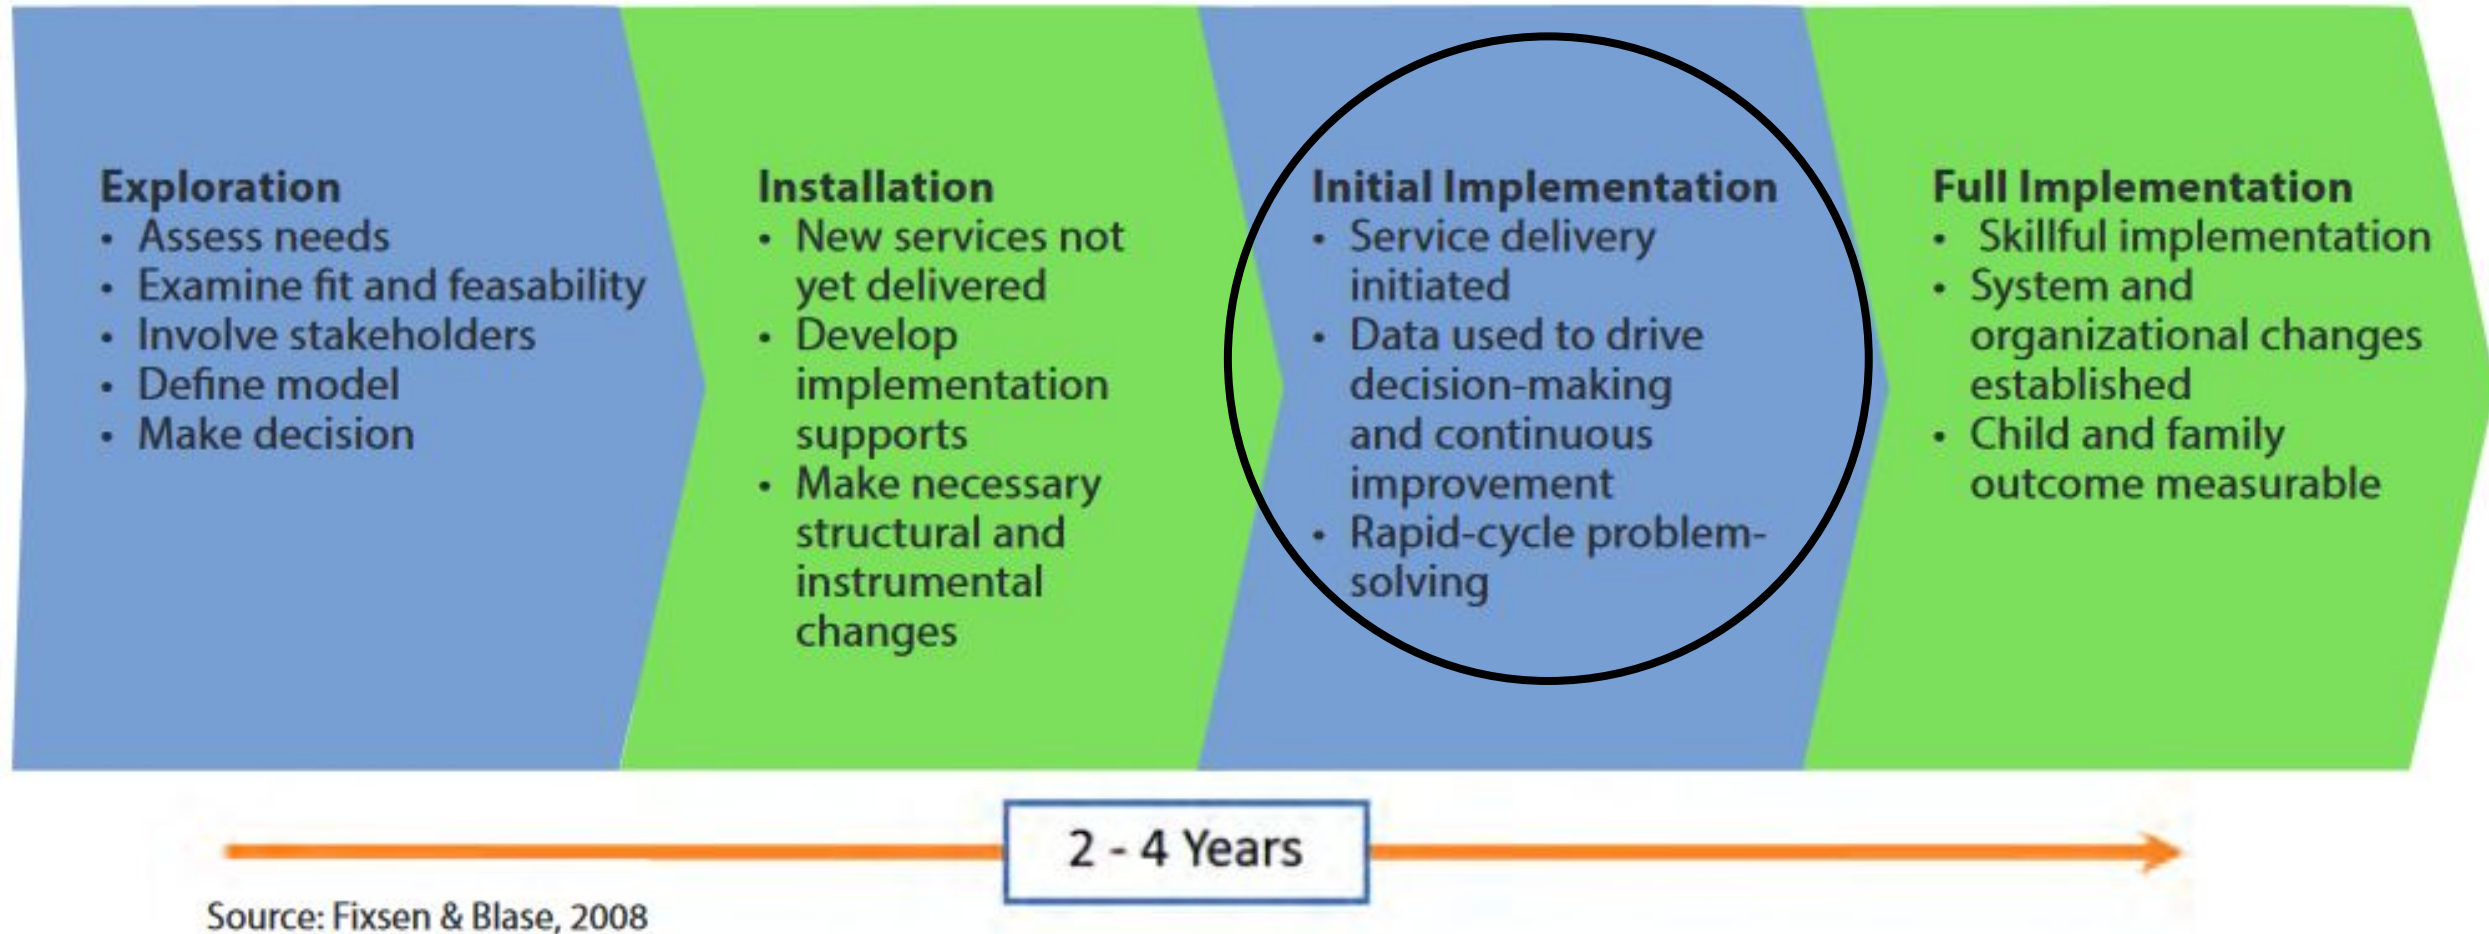 Exploration
• Assess needs
• Examine fit and feasability
• Involve stakeholders
• Define model
• Make decision
Installation
• New services not
yet delivered
• Develop
implementation
supports
• Make necessary
structural and
instrumental
changes
Initial Implementation
• Service delivery
initiated
• Data used to drive
decision-making
and continuous
improvement
• Rapid-cycle problem-
solving
Full Implementation
• Skillful implementation
• System and
organizational changes
established
• Child and family
outcome measurable
2 - 4 Years
Source: Fixsen & Blase, 2008